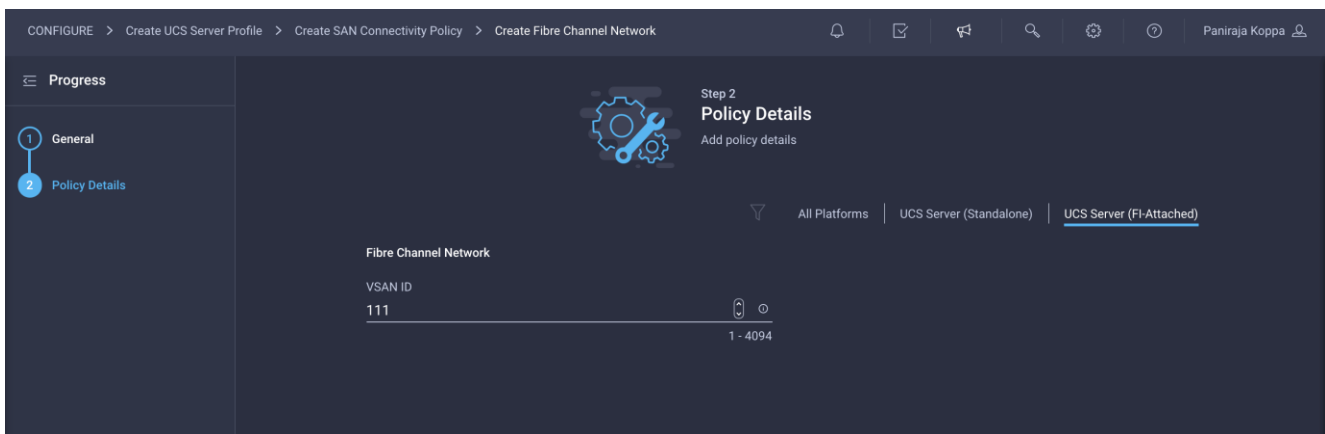 CONFIGURE > Create UCS Server Profile > Create SAN Connectivity Policy > Create Fibre Channel Network Paniraja Koppa
Progress
1 General
2 Policy Details
Step 2
Policy Details
Add policy details
All Platforms UCS Server (Standalone) UCS Server (FI-Attached)
Fibre Channel Network
VSAN ID
111
1 - 4094